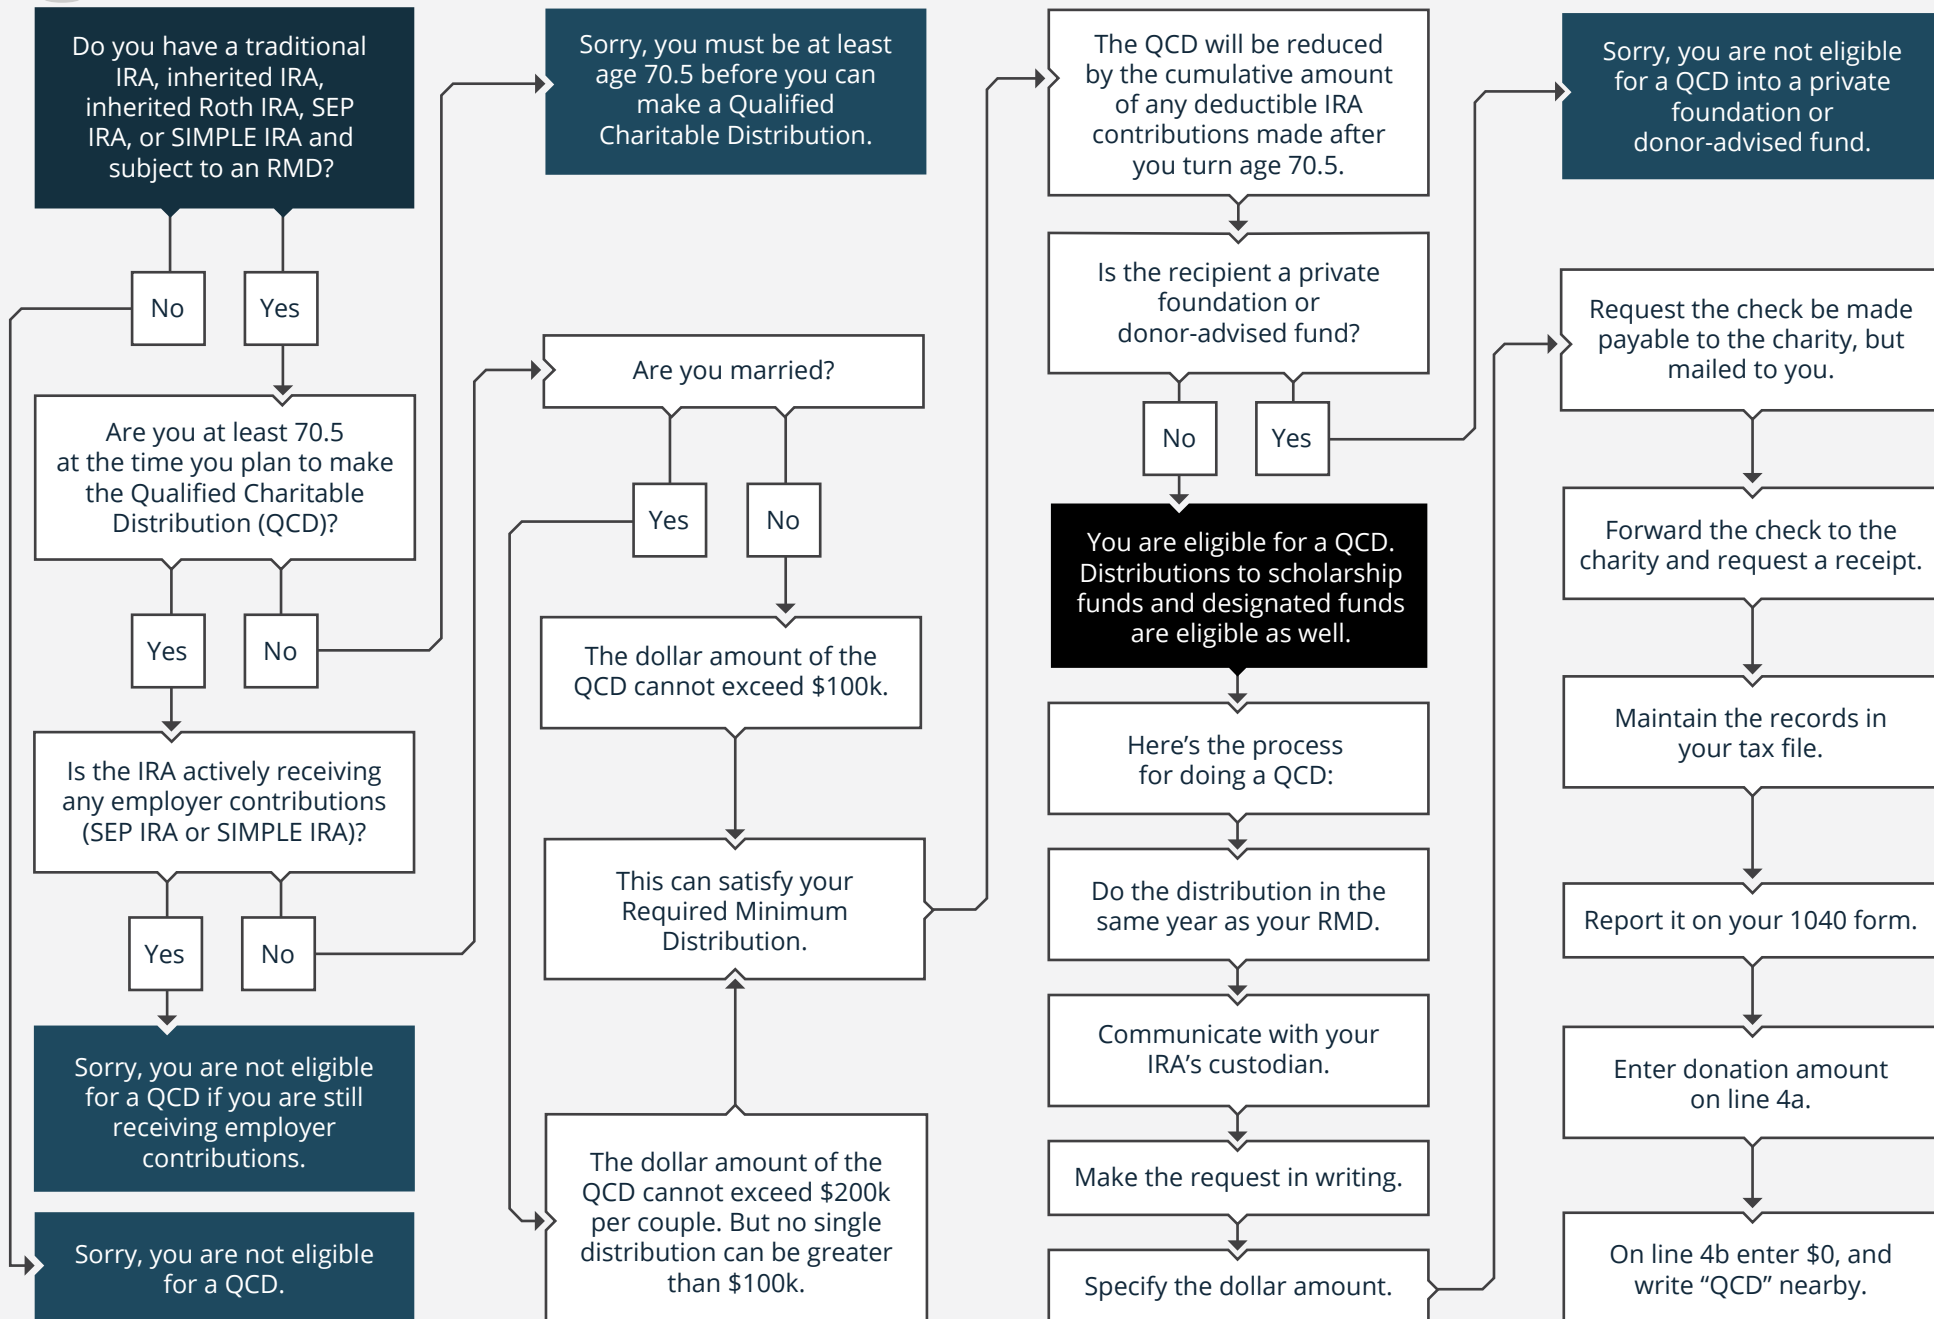 Do you have a traditional
IRA, inherited IRA,
inherited Roth IRA, SEP
IRA, or SIMPLE IRA and
subject to an RMD?
No
Yes
Are you at least 70.5
at the time you plan to make
the Qualified Charitable
Distribution (QCD)?
Yes
No
Is the IRA actively receiving
any employer contributions
(SEP IRA or SIMPLE IRA)?
Yes
No
Sorry, you are not eligible
for a QCD if you are still
receiving employer
contributions.
Sorry, you are not eligible
for a QCD.
Sorry, you must be at least
age 70.5 before you can
make a Qualified
Charitable Distribution.
Are you married?
Yes
No
The dollar amount of the
QCD cannot exceed $100k.
This can satisfy your
Required Minimum
Distribution.
The dollar amount of the
QCD cannot exceed $200k
per couple. But no single
distribution can be greater
than $100k.
The QCD will be reduced
by the cumulative amount
of any deductible IRA
contributions made after
you turn age 70.5.
Is the recipient a private
foundation or
donor-advised fund?
No
Yes
You are eligible for a QCD.
Distributions to scholarship
funds and designated funds
are eligible as well.
Here’s the process
for doing a QCD:
Do the distribution in the
same year as your RMD.
Communicate with your
IRA’s custodian.
Make the request in writing.
Specify the dollar amount.
Sorry, you are not eligible
for a QCD into a private
foundation or
donor-advised fund.
Request the check be made
payable to the charity, but
mailed to you.
Forward the check to the
charity and request a receipt.
Maintain the records in
your tax file.
Report it on your 1040 form.
Enter donation amount
on line 4a.
On line 4b enter $0, and
write “QCD” nearby.